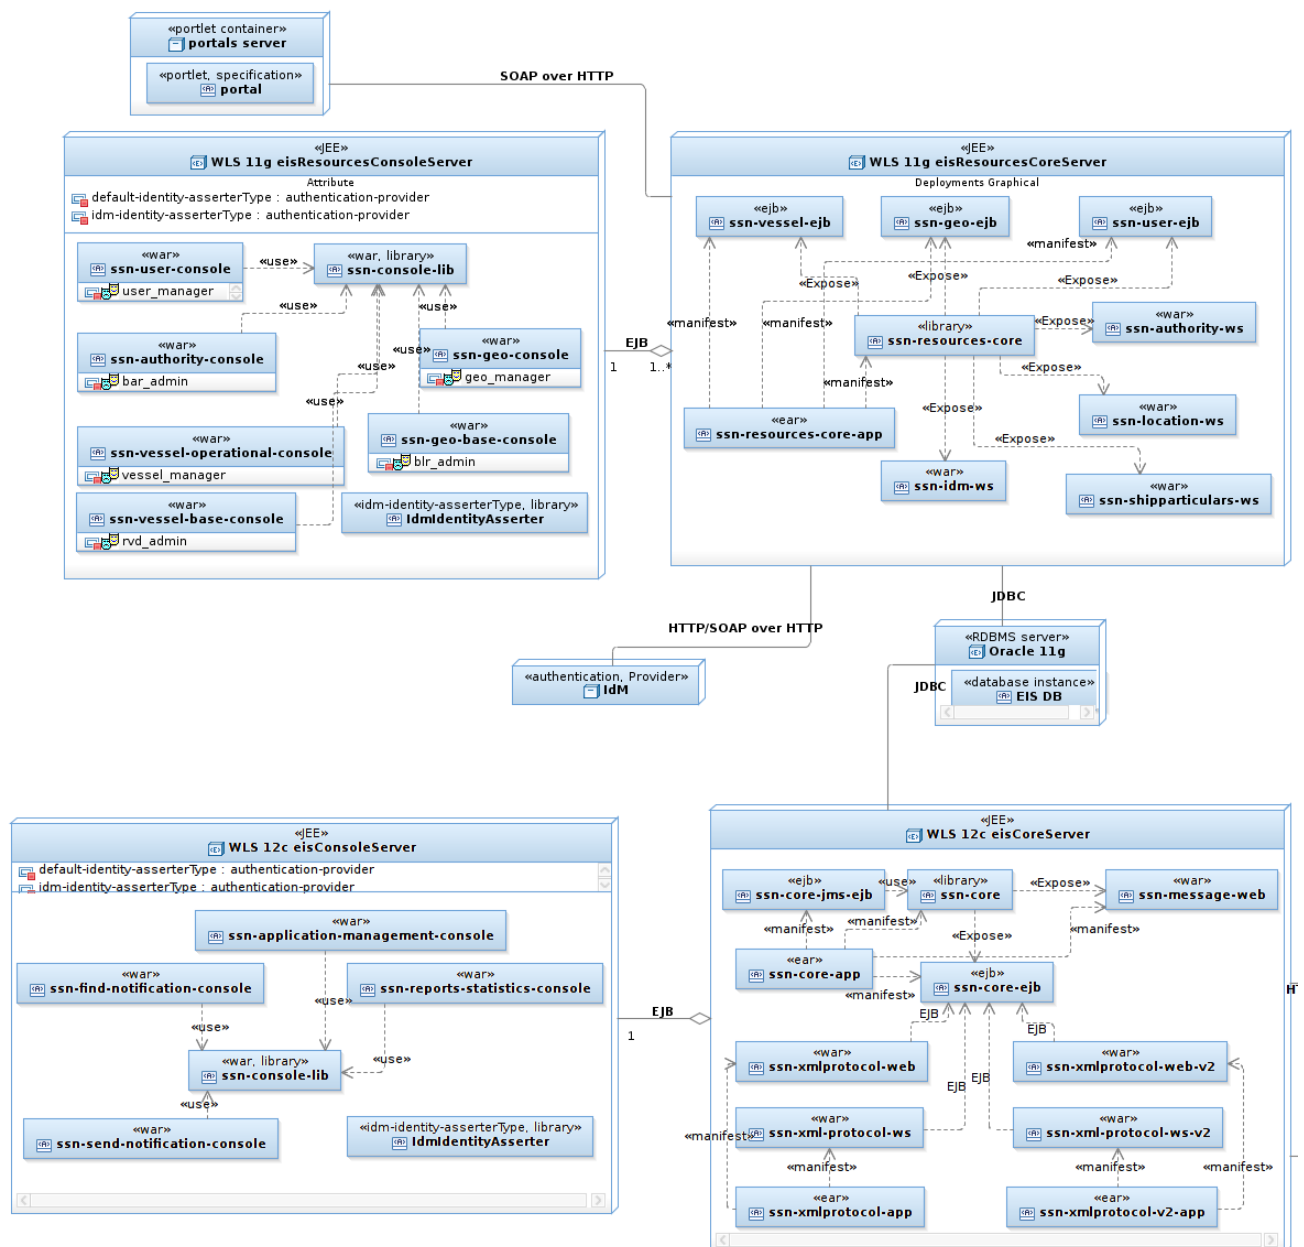 «portlet container»
portals server
«portlet, specification»
portal
SOAP over HTTP
«JEE»
WLS 11g eisResourcesConsoleServer
Attribute
default-identity-asserterType : authentication-provider
idm-identity-asserterType : authentication-provider
«war»
ssn-user-console
user_manager
«use»
«war, library»
ssn-console-lib
«use»
«use»
«war»
ssn-authority-console
bar_admin
«use»
«use»
«use»
«war»
ssn-geo-console
geo_manager
«war»
ssn-vessel-operational-console
vessel_manager
«war»
ssn-geo-base-console
blr_admin
«war»
ssn-vessel-base-console
rvd_admin
«idm-identity-asserterType, library»
IdmIdentityAsserter
EJB
1
1..*
«JEE»
WLS 11g eisResourcesCoreServer
Deployments Graphical
«ejb»
ssn-vessel-ejb
«ejb»
ssn-geo-ejb
«ejb»
ssn-user-ejb
«manifest»
«Expose»
«Expose»
«Expose»
«manifest»
«manifest»
«library»
ssn-resources-core
«Expose»
«war»
ssn-authority-ws
«Expose»
«manifest»
«ear»
ssn-resources-core-app
«Expose»
«war»
ssn-location-ws
«Expose»
«war»
ssn-idm-ws
«war»
ssn-shipparticulars-ws
JDBC
HTTP/SOAP over HTTP
«authentication, Provider»
IdM
«RDBMS server»
Oracle 11g
JDBC
«database instance»
EIS DB
«JEE»
WLS 12c eisConsoleServer
default-identity-asserterType : authentication-provider
idm-identity-asserterType : authentication-provider
«war»
ssn-application-management-console
«war»
ssn-find-notification-console
«war»
ssn-reports-statistics-console
«use»
«use»
«use»
«war, library»
ssn-console-lib
«use»
«war»
ssn-send-notification-console
«idm-identity-asserterType, library»
IdmIdentityAsserter
EJB
1
«JEE»
WLS 12c eisCoreServer
«ejb»
ssn-core-jms-ejb
«use»
«library»
ssn-core
«Expose»
«war»
ssn-message-web
«manifest»
«manifest»
«Expose»
«manifest»
«ear»
ssn-core-app
«manifest»
«ejb»
ssn-core-ejb
EJB
EJB
«war»
ssn-xmlprotocol-web
«war»
ssn-xmlprotocol-web-v2
EJB
EJB
«war»
ssn-xml-protocol-ws
«manifest»
«war»
ssn-xml-protocol-ws-v2
«manifest»
«manifest»
«manifest»
«ear»
ssn-xmlprotocol-app
«ear»
ssn-xmlprotocol-v2-app